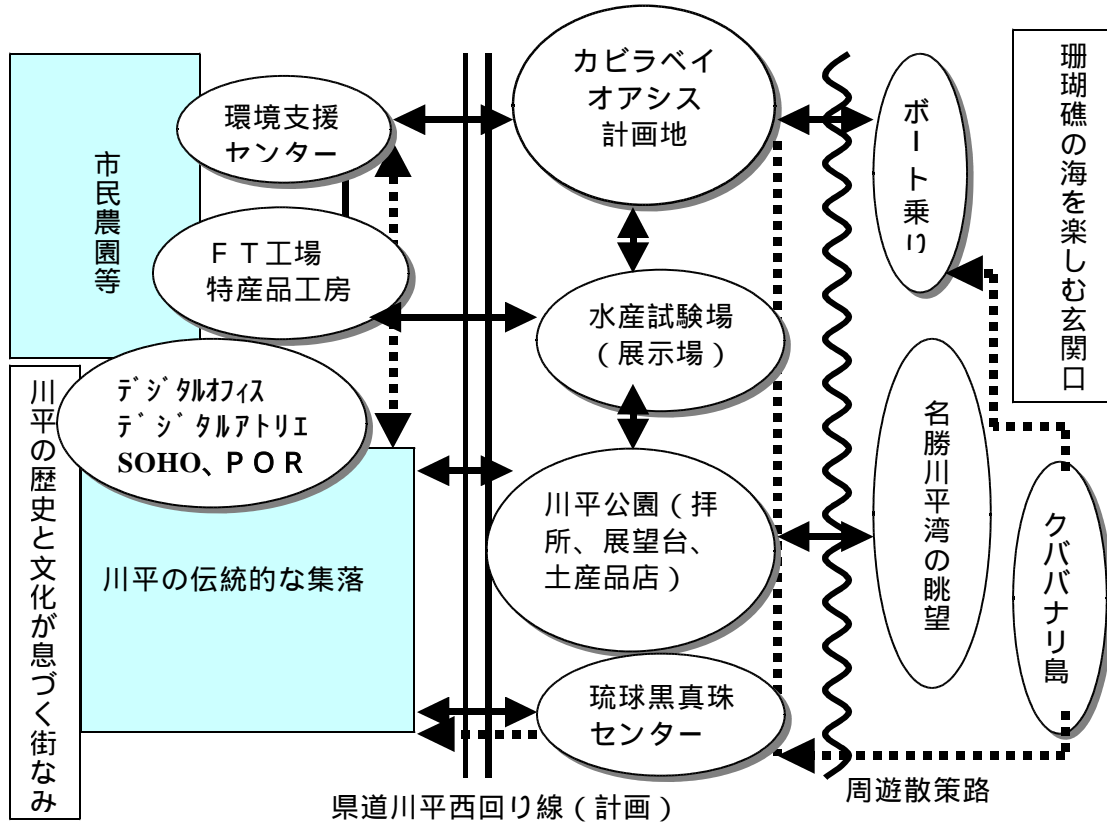 市民農園等
環境支援
センター
ＦＴ工場
特産品工房
ﾃﾞｼﾞﾀﾙｵﾌｨｽ
ﾃﾞｼﾞﾀﾙアトリエ
SOHO、ＰＯＲ
川平の歴史と文化が息づく街なみ
川平の伝統的な集落
カビラベイ
オアシス
計画地
水産試験場
（展示場）
川平公園（拝
所、展望台、
土産品店）
琉球黒真珠
センター
ボート乗り
名勝川平湾の眺望
クババナリ島
珊瑚礁の海を楽しむ玄関口
県道川平西回り線（計画）
周遊散策路